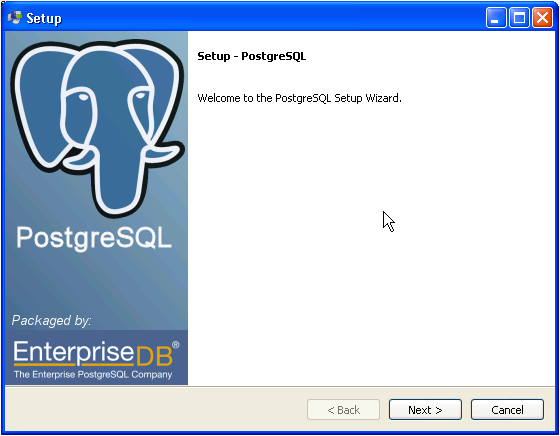 Setup
Setup - PostgreSQL
Welcome to the PostgreSQL Setup Wizard.
PostgreSQL
Packaged by:
EnterpriseDB®
The Enterprise PostgreSQL Company
< Back
Next >
Cancel